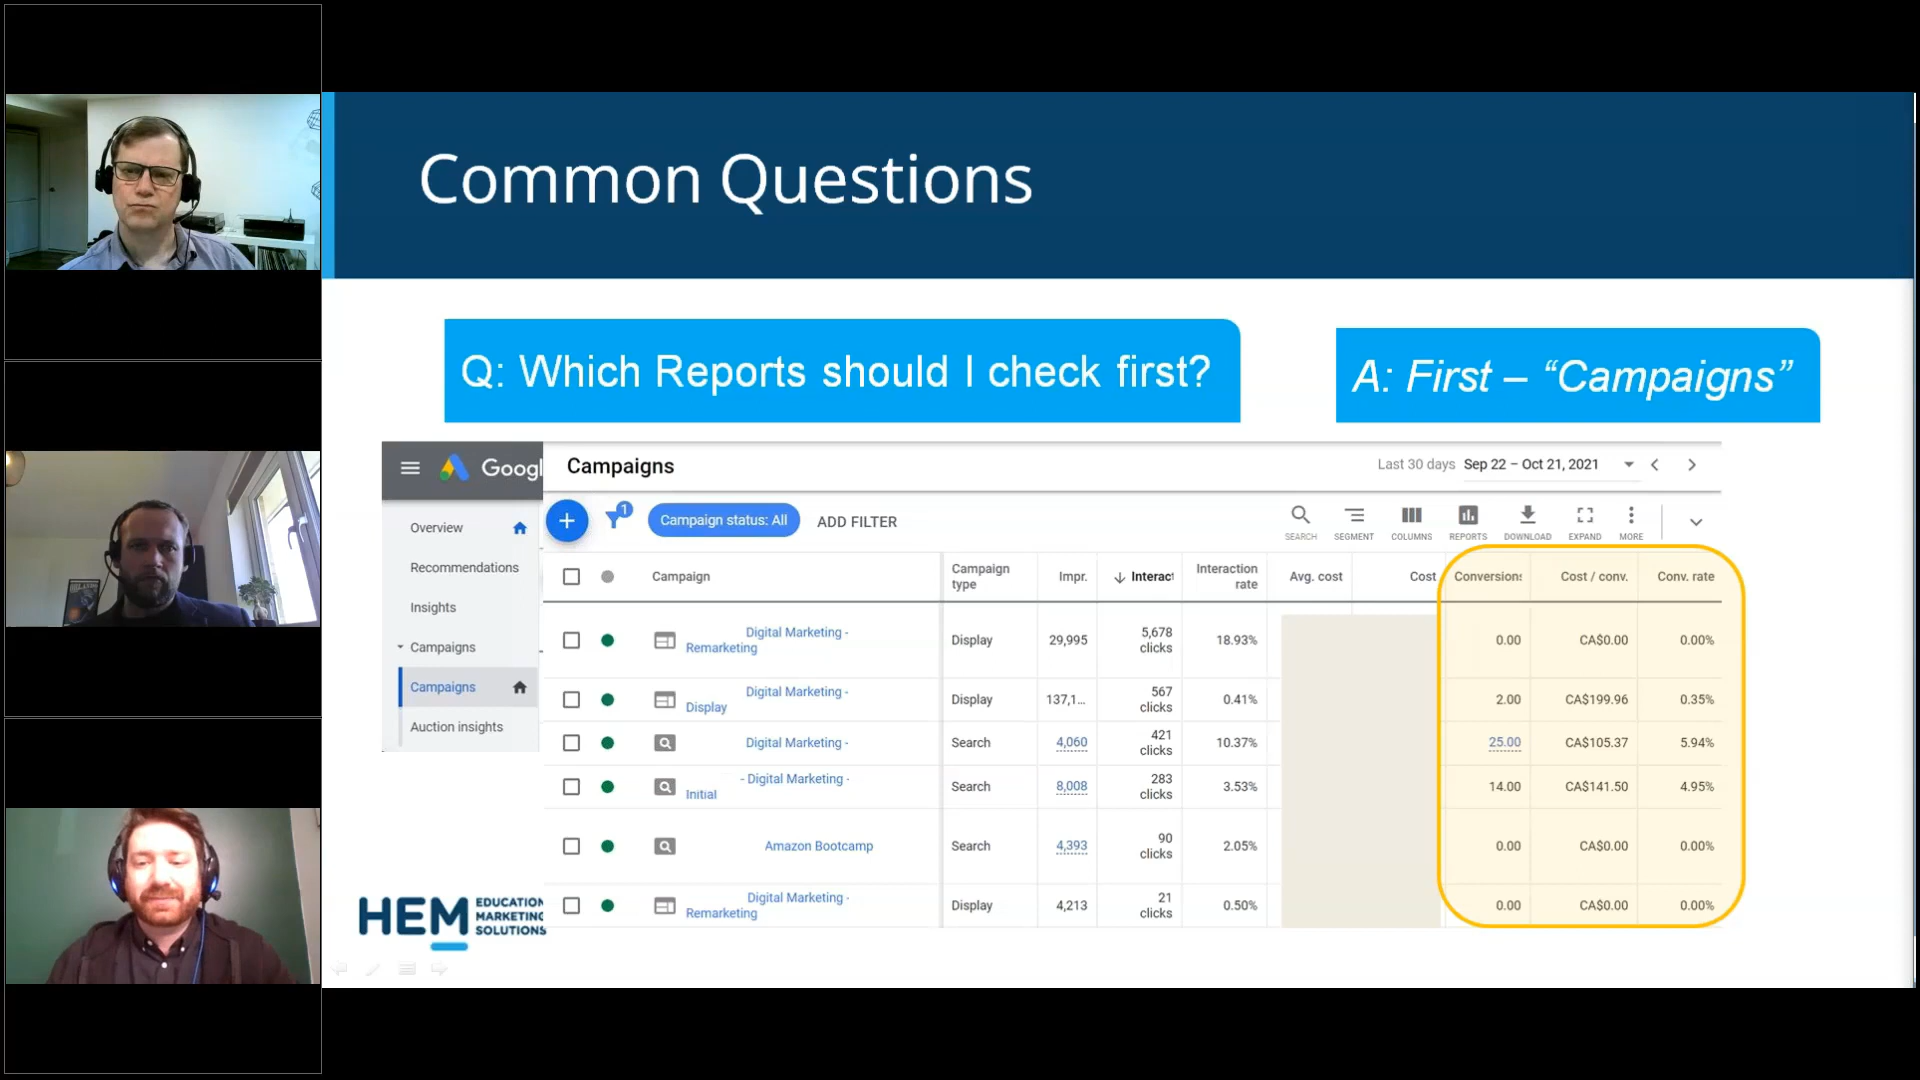 Common Questions
Q: Which Reports should I check first?
A: First – “Campaigns”
Googl
Campaigns
Last 30 days Sep 22 – Oct 21, 2021
Overview
Recommendations
Insights
Campaigns
Campaigns
Auction insights
1
Campaign status: All
ADD FILTER
SEARCH
SEGMENT
COLUMNS
REPORTS
DOWNLOAD
EXPAND
MORE
Campaign
Campaign type
Impr.
Interact
Interaction rate
Avg. cost
Cost
Conversions
Cost / conv.
Conv. rate
Digital Marketing - Remarketing
Display
29,995
5,678 clicks
18.93%
0.00
CA$0.00
0.00%
Digital Marketing - Display
Display
137,1...
567 clicks
0.41%
2.00
CA$199.96
0.35%
Digital Marketing -
Search
4,060
421 clicks
10.37%
25.00
CA$105.37
5.94%
- Digital Marketing - Initial
Search
8,008
283 clicks
3.53%
14.00
CA$141.50
4.95%
Amazon Bootcamp
Search
4,393
90 clicks
2.05%
0.00
CA$0.00
0.00%
Digital Marketing - Remarketing
Display
4,213
21 clicks
0.50%
0.00
CA$0.00
0.00%
HEM EDUCATION
MARKETING
SOLUTIONS